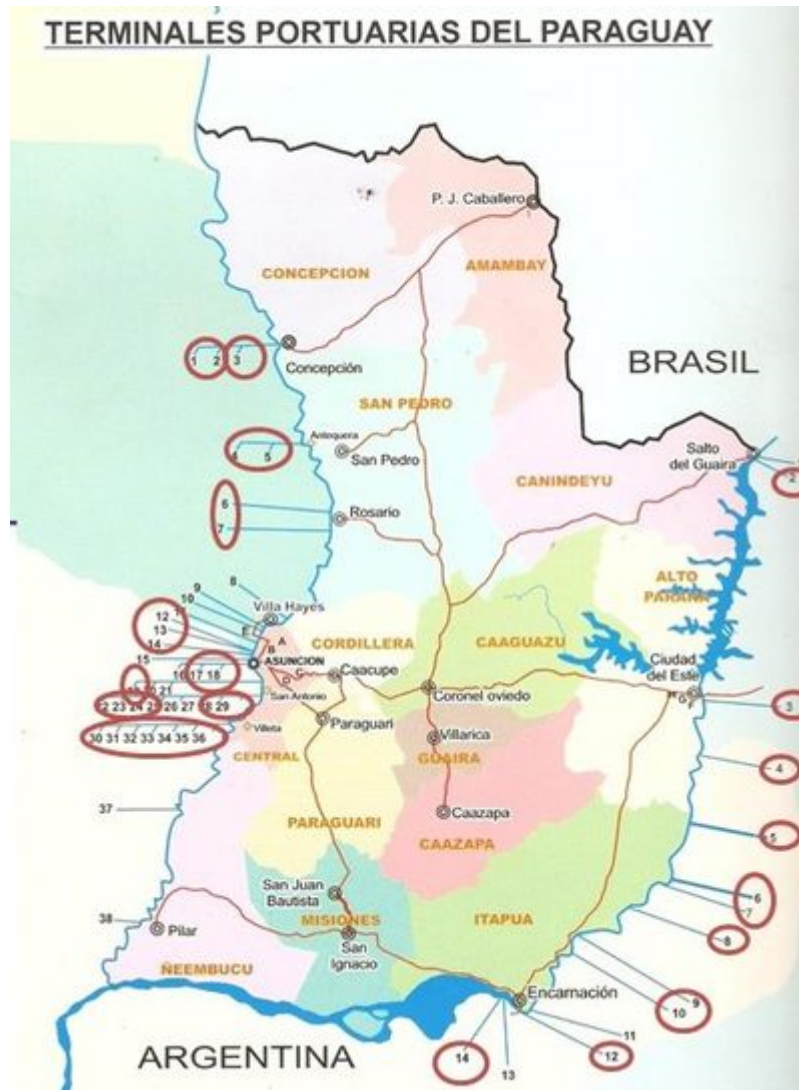 TERMINALES PORTUARIAS DEL PARAGUAY
P. J. Caballero
CONCEPCION
AMAMBAY
1 2 3
Concepción
BRASIL
SAN PEDRO
Antequera
4 5
San Pedro
Salto
del Guaira
2
CANINDEYU
6
Rosario
7
ALTO
PARANA
8
9
10
Villa Hayes
12
13
14
E
A
B
CORDILLERA
CAAGUAZU
15
ASUNCION
16 17 18
C
D
Caacupe
Ciudad
del Este
21
San Antonio
Coronel oviedo
H G F
3
22 23 24 25 26 27 28 29
Paraguari
Villeta
Villarica
30 31 32 33 34 35 36
CENTRAL
GUAIRA
4
37
Caazapa
PARAGUARI
CAAZAPA
5
San Juan
Bautista
6
7
38
MISIONES
ITAPUA
Pilar
8
San
Ignacio
ÑEEMBUCU
Encarnación
9
10
11
12
14
13
ARGENTINA